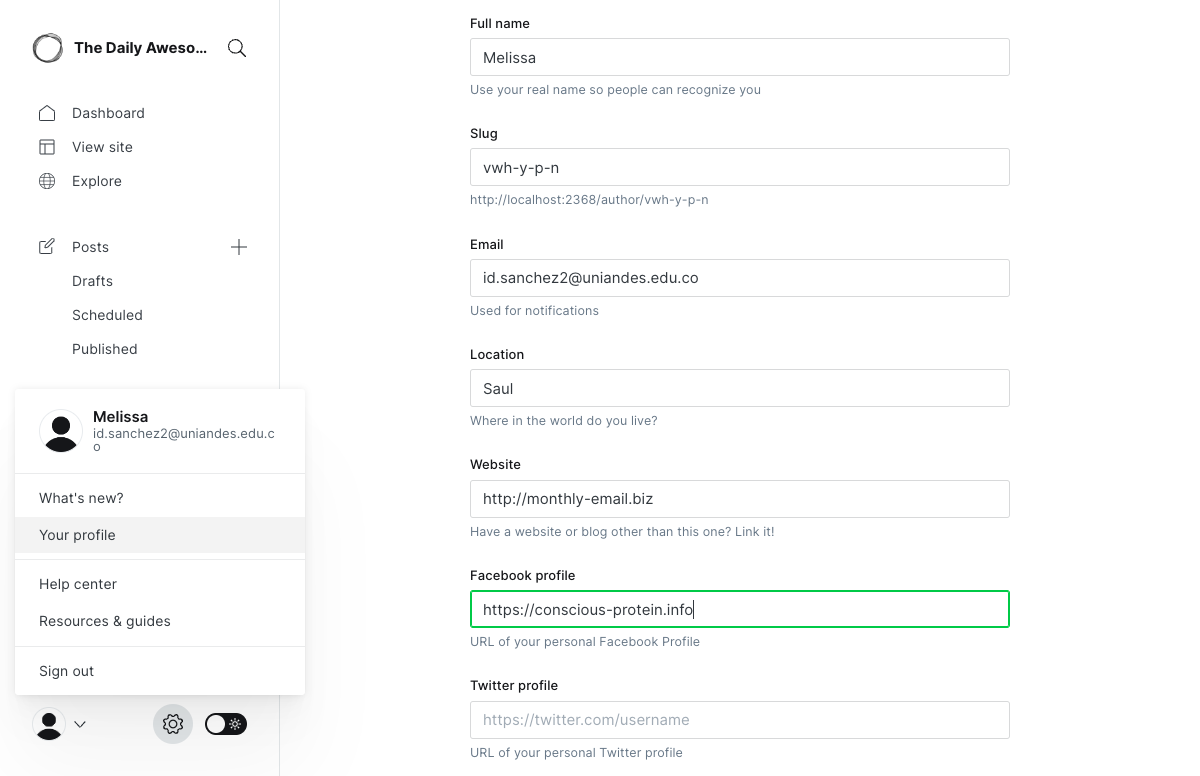 The Daily Aweso...
Dashboard
View site
Explore
Posts
Drafts
Scheduled
Published
Melissa
id.sanchez2@uniandes.edu.c
o
What's new?
Your profile
Help center
Resources & guides
Sign out
Full name
Melissa
Use your real name so people can recognize you
Slug
vwh-y-p-n
http://localhost:2368/author/vwh-y-p-n
Email
id.sanchez2@uniandes.edu.co
Used for notifications
Location
Saul
Where in the world do you live?
Website
http://monthly-email.biz
Have a website or blog other than this one? Link it!
Facebook profile
https://conscious-protein.info
URL of your personal Facebook Profile
Twitter profile
https://twitter.com/username
URL of your personal Twitter profile